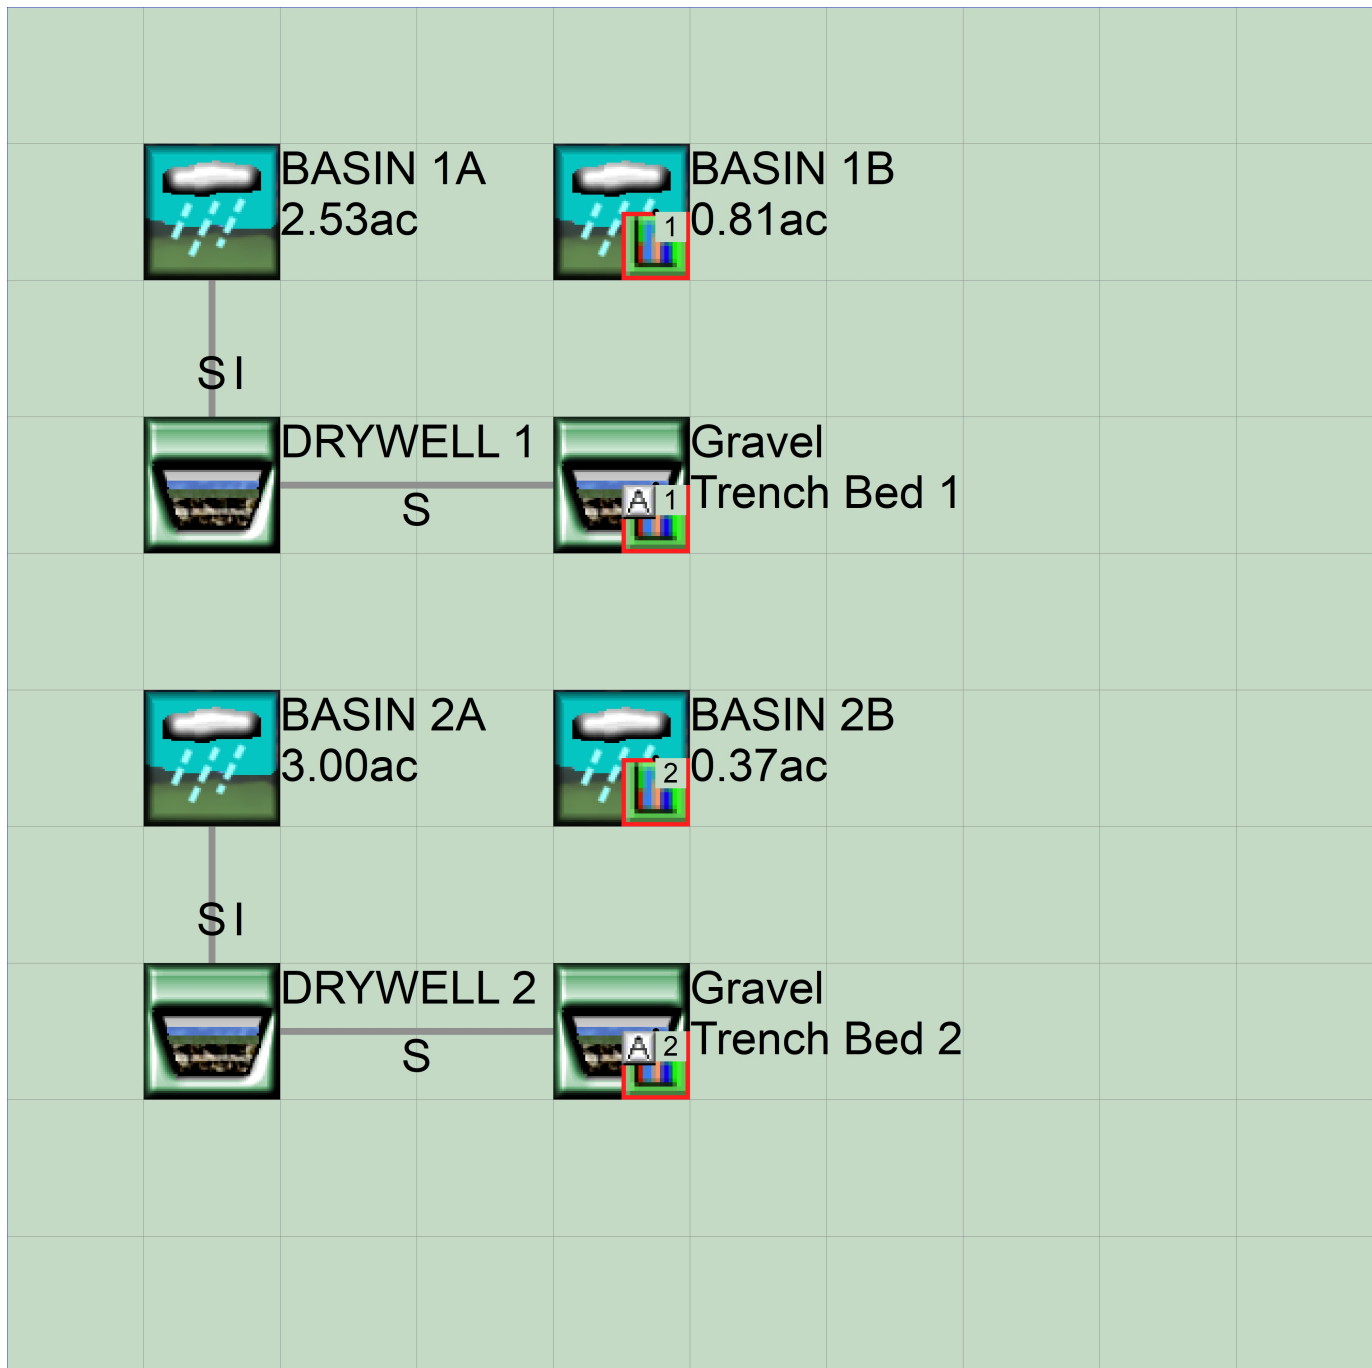 BASIN 1A
2.53ac
BASIN 1B
0.81ac
1
S I
DRYWELL 1
S
Gravel
Trench Bed 1
A 1
BASIN 2A
3.00ac
BASIN 2B
0.37ac
2
S I
DRYWELL 2
S
Gravel
Trench Bed 2
A 2